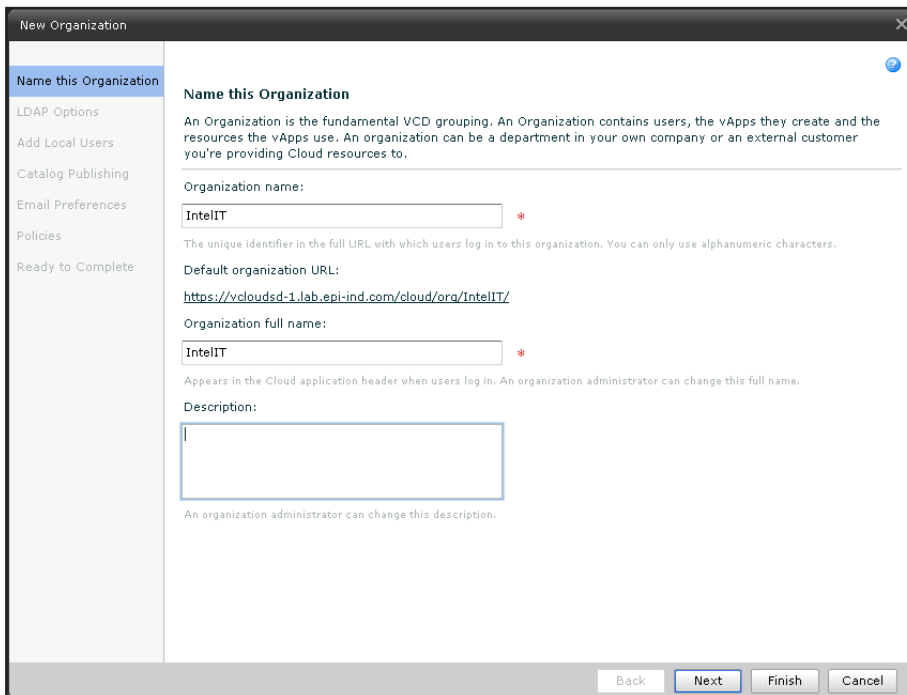 New Organization
Name this Organization
LDAP Options
Add Local Users
Catalog Publishing
Email Preferences
Policies
Ready to Complete
Name this Organization
An Organization is the fundamental VCD grouping. An Organization contains users, the vApps they create and the
resources the vApps use. An organization can be a department in your own company or an external customer
you're providing Cloud resources to.
Organization name:
IntelIT *
The unique identifier in the full URL with which users log in to this organization. You can only use alphanumeric characters.
Default organization URL:
https://vcloudsd-1.lab.epi-ind.com/cloud/org/IntelIT/
Organization full name:
IntelIT *
Appears in the Cloud application header when users log in. An organization administrator can change this full name.
Description:
An organization administrator can change this description.
Back Next Finish Cancel